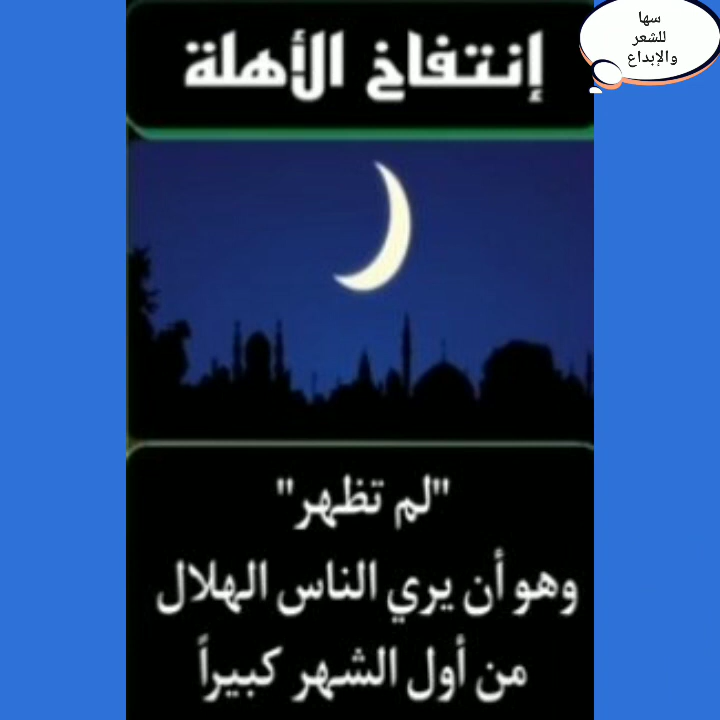 سها
للشعر
والإبداع
إنتفاخ الأهلة
"لم تظهر"
وهو أن يري الناس الهلال
من أول الشهر كبيراً